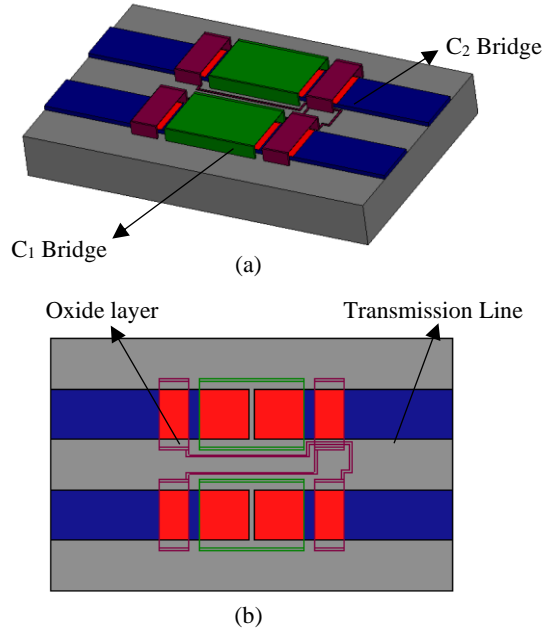 C₂ Bridge
C₁ Bridge
(a)
Oxide layer
Transmission Line
(b)